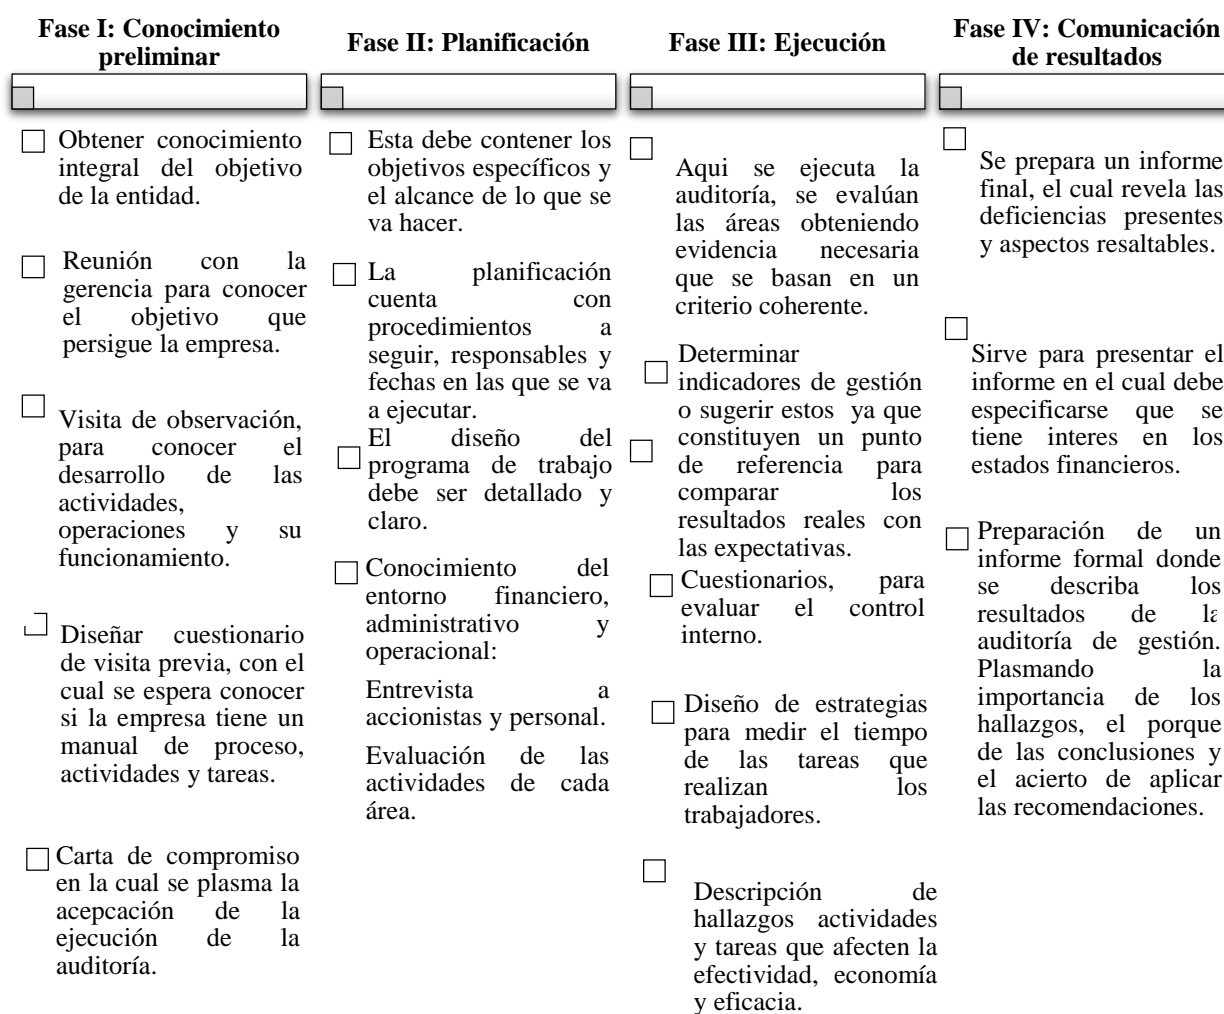 Fase I: Conocimiento
preliminar
Obtener conocimiento
integral del objetivo
de la entidad.
Reunión con la
gerencia para conocer
el objetivo que
persigue la empresa.
Visita de observación,
para conocer el
desarrollo de las
actividades,
operaciones y su
funcionamiento.
Diseñar cuestionario
de visita previa, con el
cual se espera conocer
si la empresa tiene un
manual de proceso,
actividades y tareas.
Carta de compromiso
en la cual se plasma la
acepcación de la
ejecución de la
auditoría.
Fase II: Planificación
Esta debe contener los
objetivos específicos y
el alcance de lo que se
va hacer.
La planificación
cuenta con
procedimientos a
seguir, responsables y
fechas en las que se va
a ejecutar.
El diseño del
programa de trabajo
debe ser detallado y
claro.
Conocimiento del
entorno financiero,
administrativo y
operacional:
Entrevista a
accionistas y personal.
Evaluación de las
actividades de cada
área.
Fase III: Ejecución
Aqui se ejecuta la
auditoría, se evalúan
las áreas obteniendo
evidencia necesaria
que se basan en un
criterio coherente.
Determinar
indicadores de gestión
o sugerir estos ya que
constituyen un punto
de referencia para
comparar los
resultados reales con
las expectativas.
Cuestionarios, para
evaluar el control
interno.
Diseño de estrategias
para medir el tiempo
de las tareas que
realizan los
trabajadores.
Descripción de
hallazgos actividades
y tareas que afecten la
efectividad, economía
y eficacia.
Fase IV: Comunicación
de resultados
Se prepara un informe
final, el cual revela las
deficiencias presentes
y aspectos resaltables.
Sirve para presentar el
informe en el cual debe
especificarse que se
tiene interes en los
estados financieros.
Preparación de un
informe formal donde
se describa los
resultados de la
auditoría de gestión.
Plasmando la
importancia de los
hallazgos, el porque
de las conclusiones y
el acierto de aplicar
las recomendaciones.